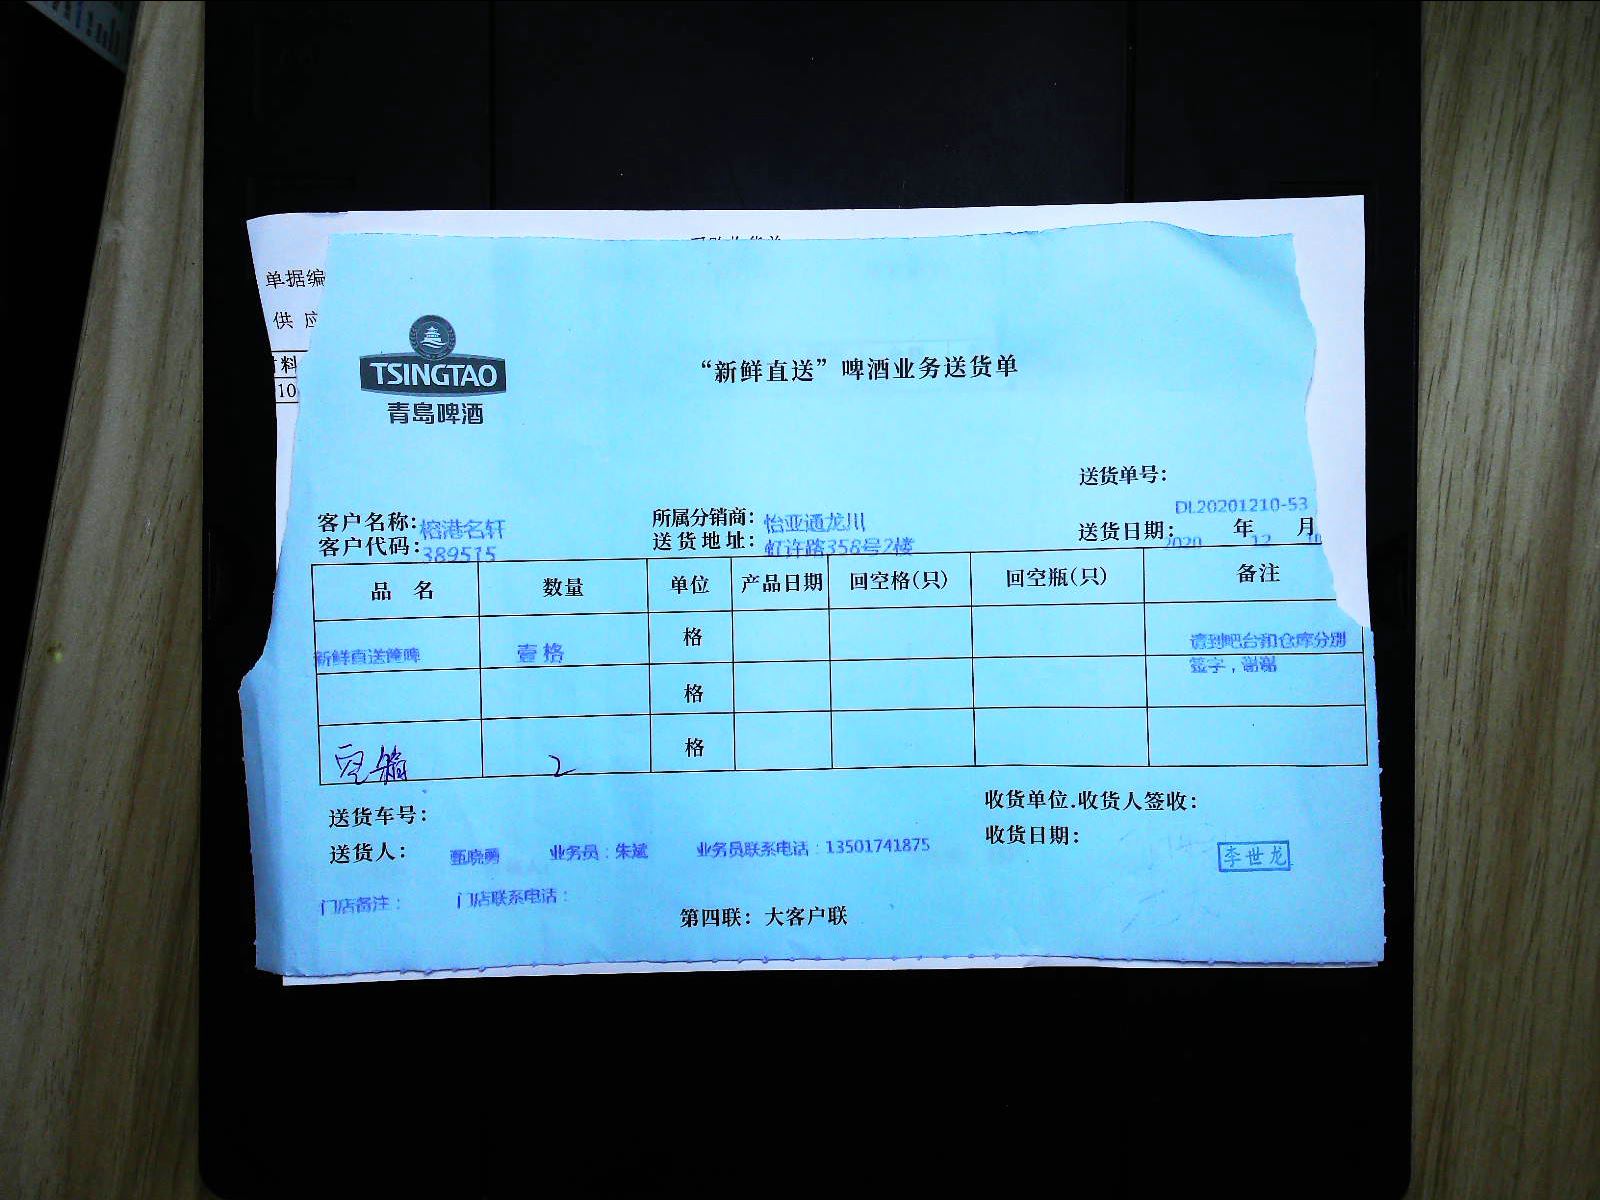 单据编
供 应
料
10
TSINGTAO
青岛啤酒
“新鲜直送”啤酒业务送货单
送货单号：
DL20201210-53
客户名称：榕港名轩 所属分销商：怡亚通龙川 送货日期： 年 月
客户代码：389515 送货地址：虹许路358号2楼 2020 12
品 名 数量 单位 产品日期 回空格(只) 回空瓶(只) 备注
新鲜直送 壹格 格 请到吧台和仓库分别
签字，谢谢
格
空箱 2 格
送货车号： 收货单位.收货人签收：
送货人：甄晓勇 业务员：朱斌 业务员联系电话：13501741875 收货日期：
李世龙
门店备注： 门店联系电话：
第四联：大客户联